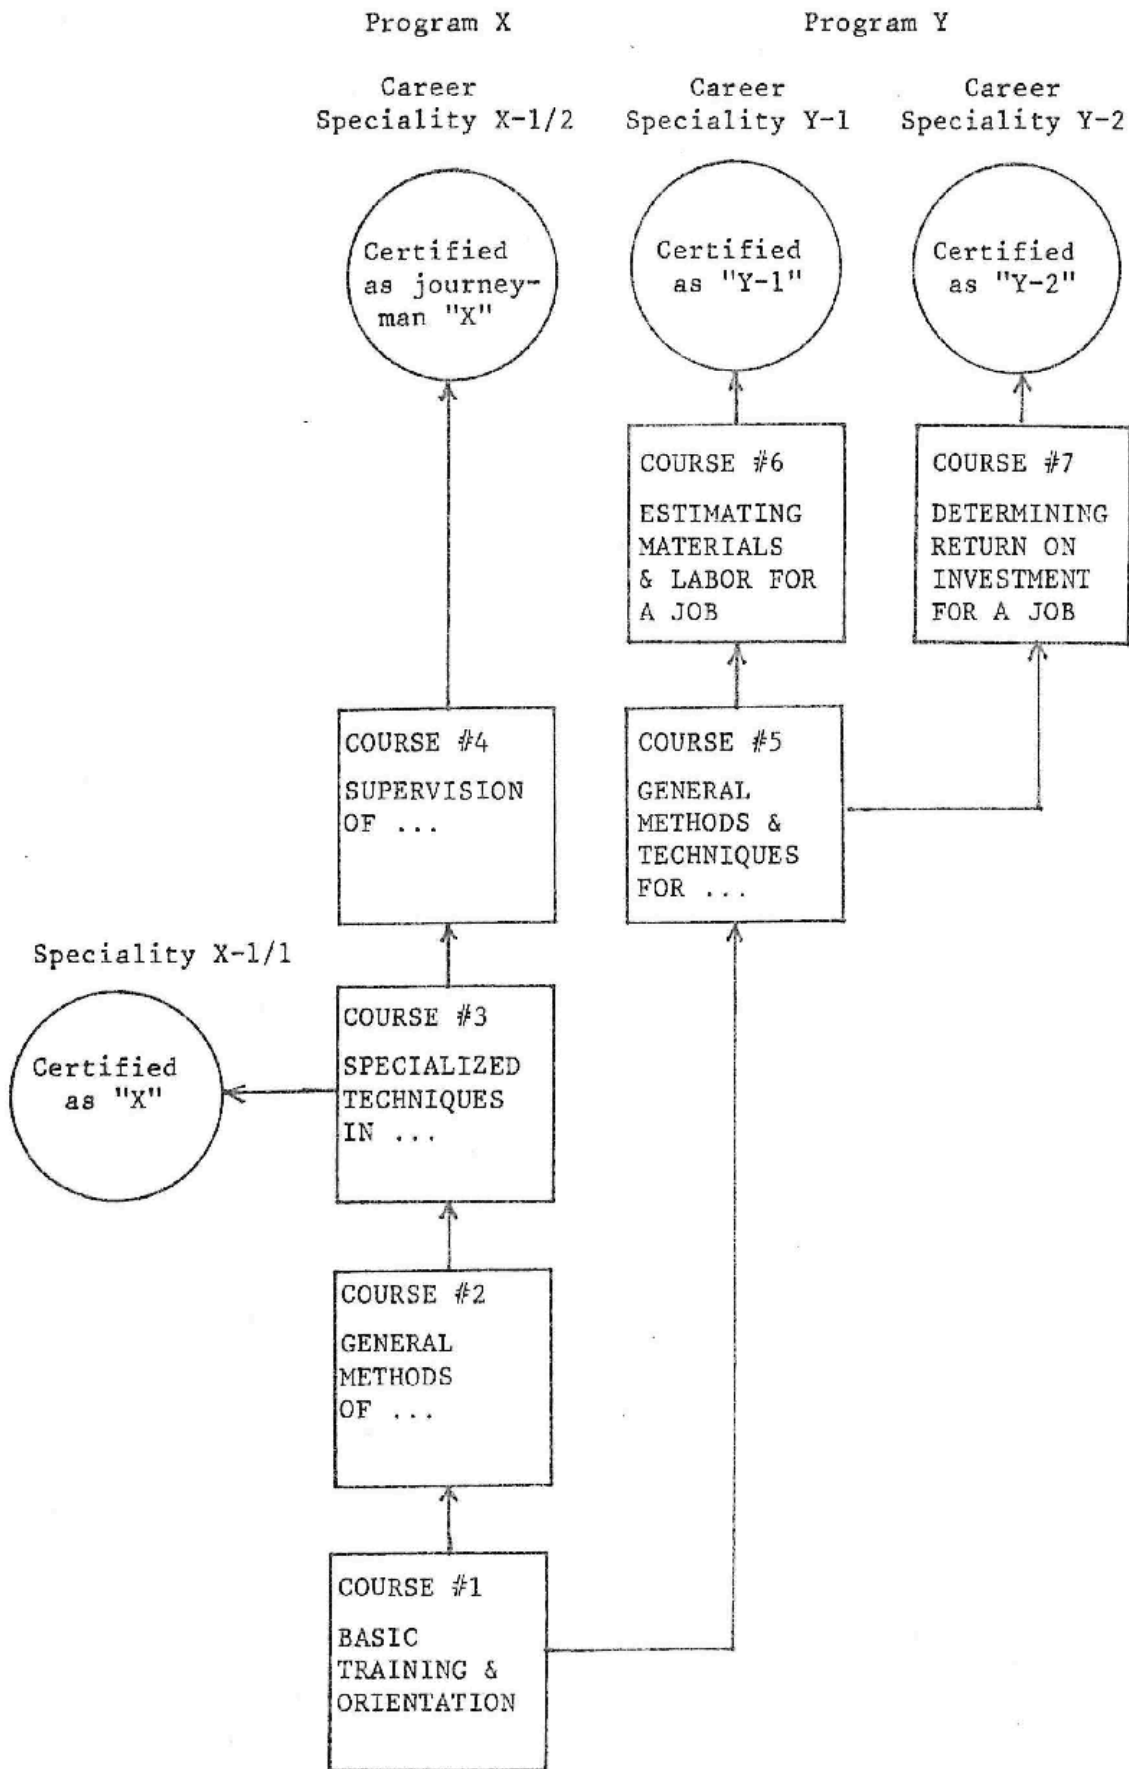 Program X
Program Y
Career
Speciality X-1/2
Career
Speciality Y-1
Career
Speciality Y-2
Certified
as journey-
man "X"
Certified
as "Y-1"
Certified
as "Y-2"
COURSE #6
ESTIMATING
MATERIALS
& LABOR FOR
A JOB
COURSE #7
DETERMINING
RETURN ON
INVESTMENT
FOR A JOB
COURSE #4
SUPERVISION
OF ...
COURSE #5
GENERAL
METHODS &
TECHNIQUES
FOR ...
Speciality X-1/1
Certified
as "X"
COURSE #3
SPECIALIZED
TECHNIQUES
IN ...
COURSE #2
GENERAL
METHODS
OF ...
COURSE #1
BASIC
TRAINING &
ORIENTATION